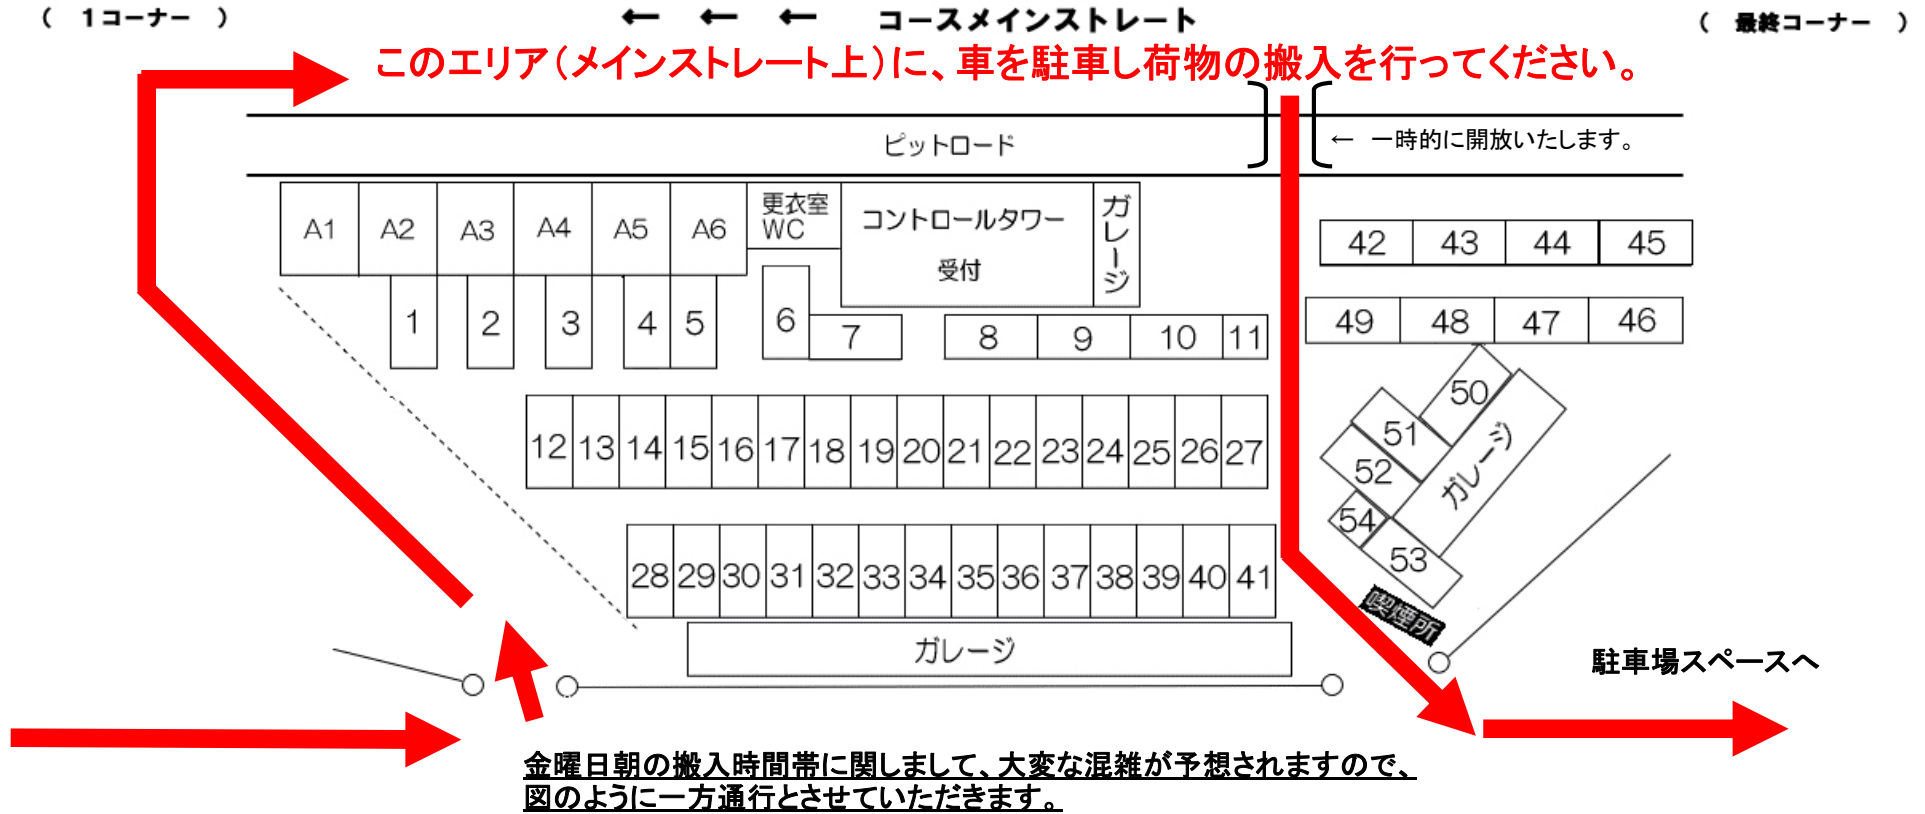 ( 1コーナー ) ← ← ← コースメインストレート ( 最終コーナー )
このエリア(メインストレート上)に、車を駐車し荷物の搬入を行ってください。
ピットロード
← 一時的に開放いたします。
A1 A2 A3 A4 A5 A6
更衣室
WC
コントロールタワー
受付
ガレージ
42 43 44 45
1 2 3 4 5 6 7 8 9 10 11
49 48 47 46
12 13 14 15 16 17 18 19 20 21 22 23 24 25 26 27
50
51
52
54
53
ガレージ
28 29 30 31 32 33 34 35 36 37 38 39 40 41
喫煙所
ガレージ
駐車場スペースへ
金曜日朝の搬入時間帯に関しまして、大変な混雑が予想されますので、
図のように一方通行とさせていただきます。